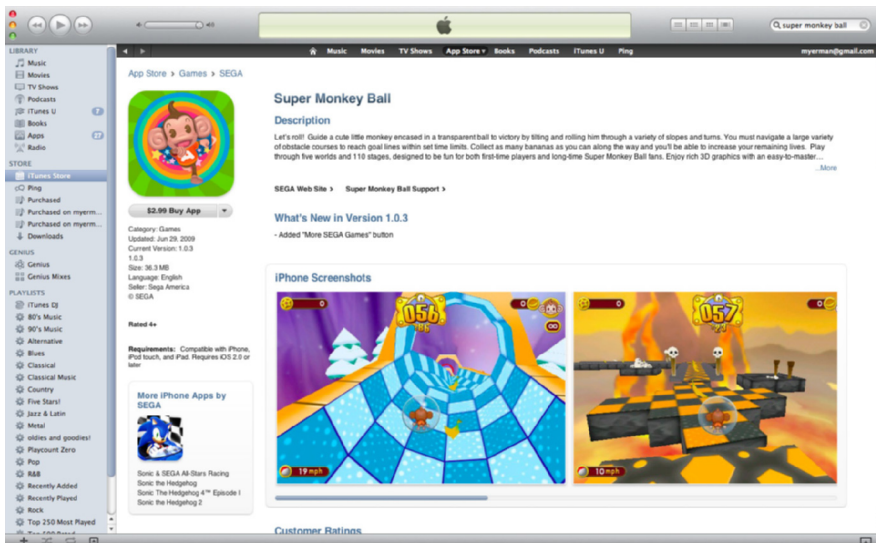 super monkey ball
LIBRARY
Music
Movies
TV Shows
Podcasts
iTunes U
Books
Apps
Radio
STORE
iTunes Store
Ping
Purchased
Purchased on myerm...
Purchased on myerm...
Downloads
GENIUS
Genius
Genius Mixes
PLAYLISTS
iTunes DJ
80's Music
90's Music
Alternative
Blues
Classical
Classical Music
Country
Five Stars!
Jazz & Latin
Metal
oldies and goodies!
Playcount Zero
Pop
R&B
Recently Added
Recently Played
Rock
Top 250 Most Played
Music Movies TV Shows App Store Books Podcasts iTunes U Ping
myerman@gmail.com
App Store > Games > SEGA
$2.99 Buy App
Category: Games
Updated: Jun 29, 2009
Current Version: 1.0.3
1.0.3
Size: 36.3 MB
Language: English
Seller: Sega America
© SEGA
Rated 4+
Requirements: Compatible with iPhone,
iPod touch, and iPad. Requires iOS 2.0 or
later
More iPhone Apps by
SEGA
Sonic & SEGA All-Stars Racing
Sonic the Hedgehog
Sonic The Hedgehog 4™ Episode I
Sonic the Hedgehog 2
Super Monkey Ball
Description
Let's roll! Guide a cute little monkey encased in a transparent ball to victory by tilting and rolling him through a variety of slopes and turns. You must navigate a large variety
of obstacle courses to reach goal lines within set time limits. Collect as many bananas as you can along the way and you'll be able to increase your remaining lives. Play
through five worlds and 110 stages, designed to be fun for both first-time players and long-time Super Monkey Ball fans. Enjoy rich 3D graphics with an easy-to-master...
...More
SEGA Web Site > Super Monkey Ball Support >
What's New in Version 1.0.3
- Added "More SEGA Games" button
iPhone Screenshots
0
056
86
0
19 mph
0
057
0
10 mph
Customer Ratings